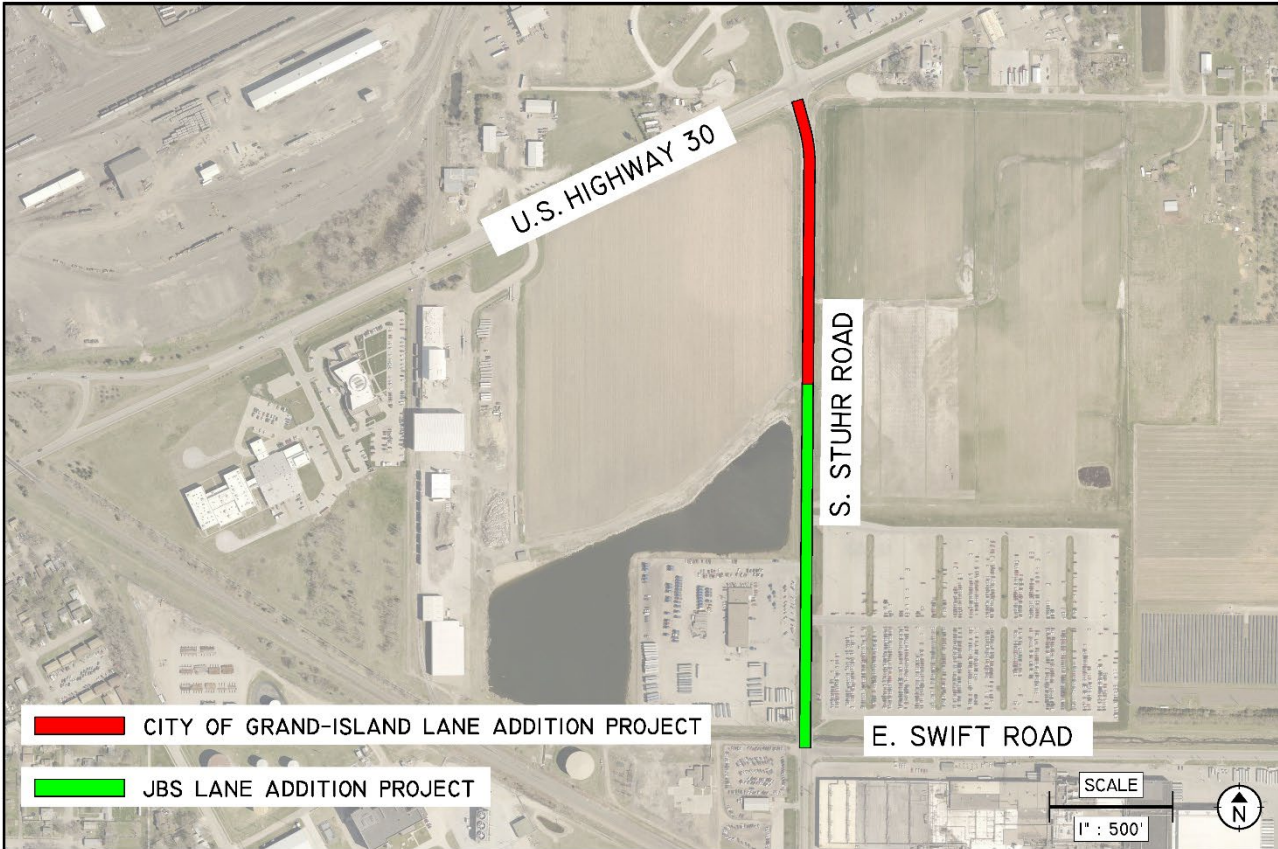 U.S. HIGHWAY 30
S. STUHR ROAD
CITY OF GRAND-ISLAND LANE ADDITION PROJECT
E. SWIFT ROAD
JBS LANE ADDITION PROJECT
SCALE
1" : 500'
N